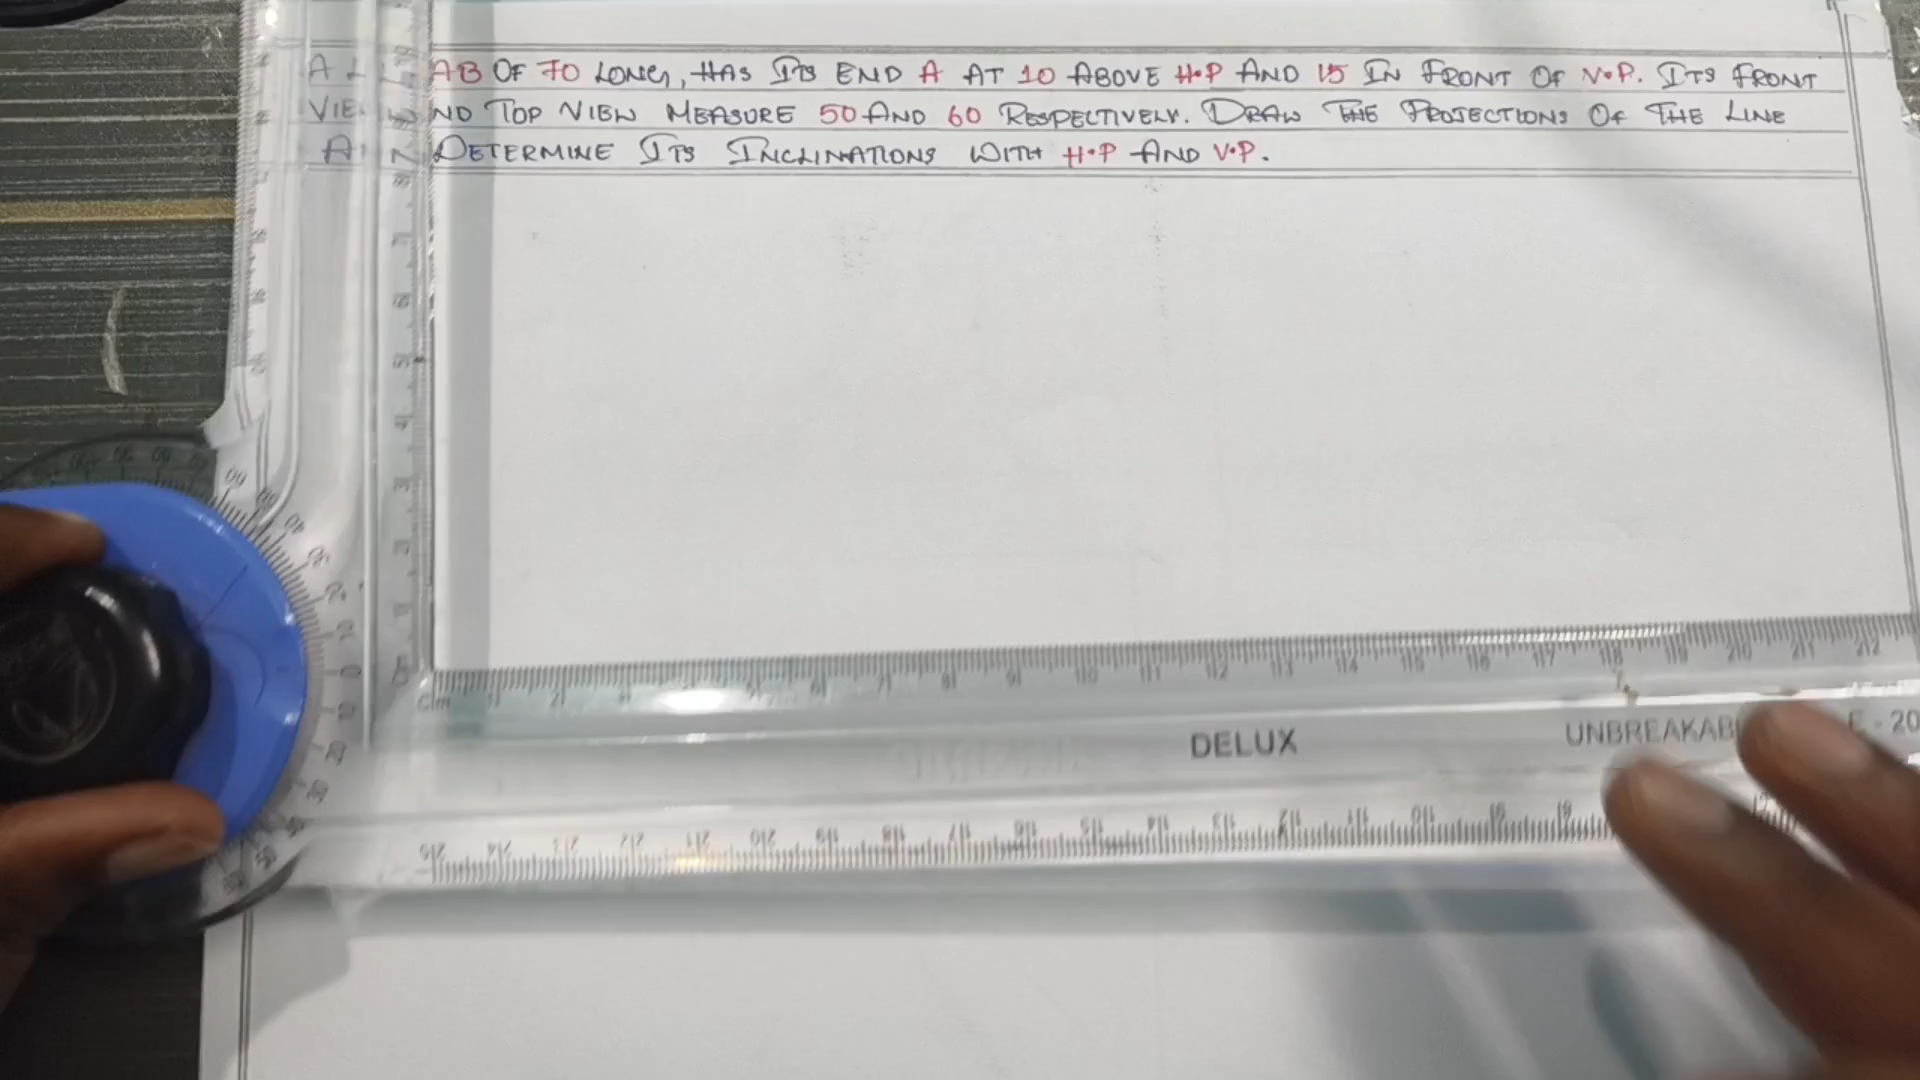 A L AB OF 70 LONG, HAS ITS END A AT 10 ABOVE H.P AND 15 IN FRONT OF V.P. ITS FRONT
VIE ND TOP VIEW MEASURE 50 AND 60 RESPECTIVELY. DRAW THE PROJECTIONS OF THE LINE
A N DETERMINE ITS INCLINATIONS WITH H.P AND V.P.
DELUX UNBREAKAB E - 20